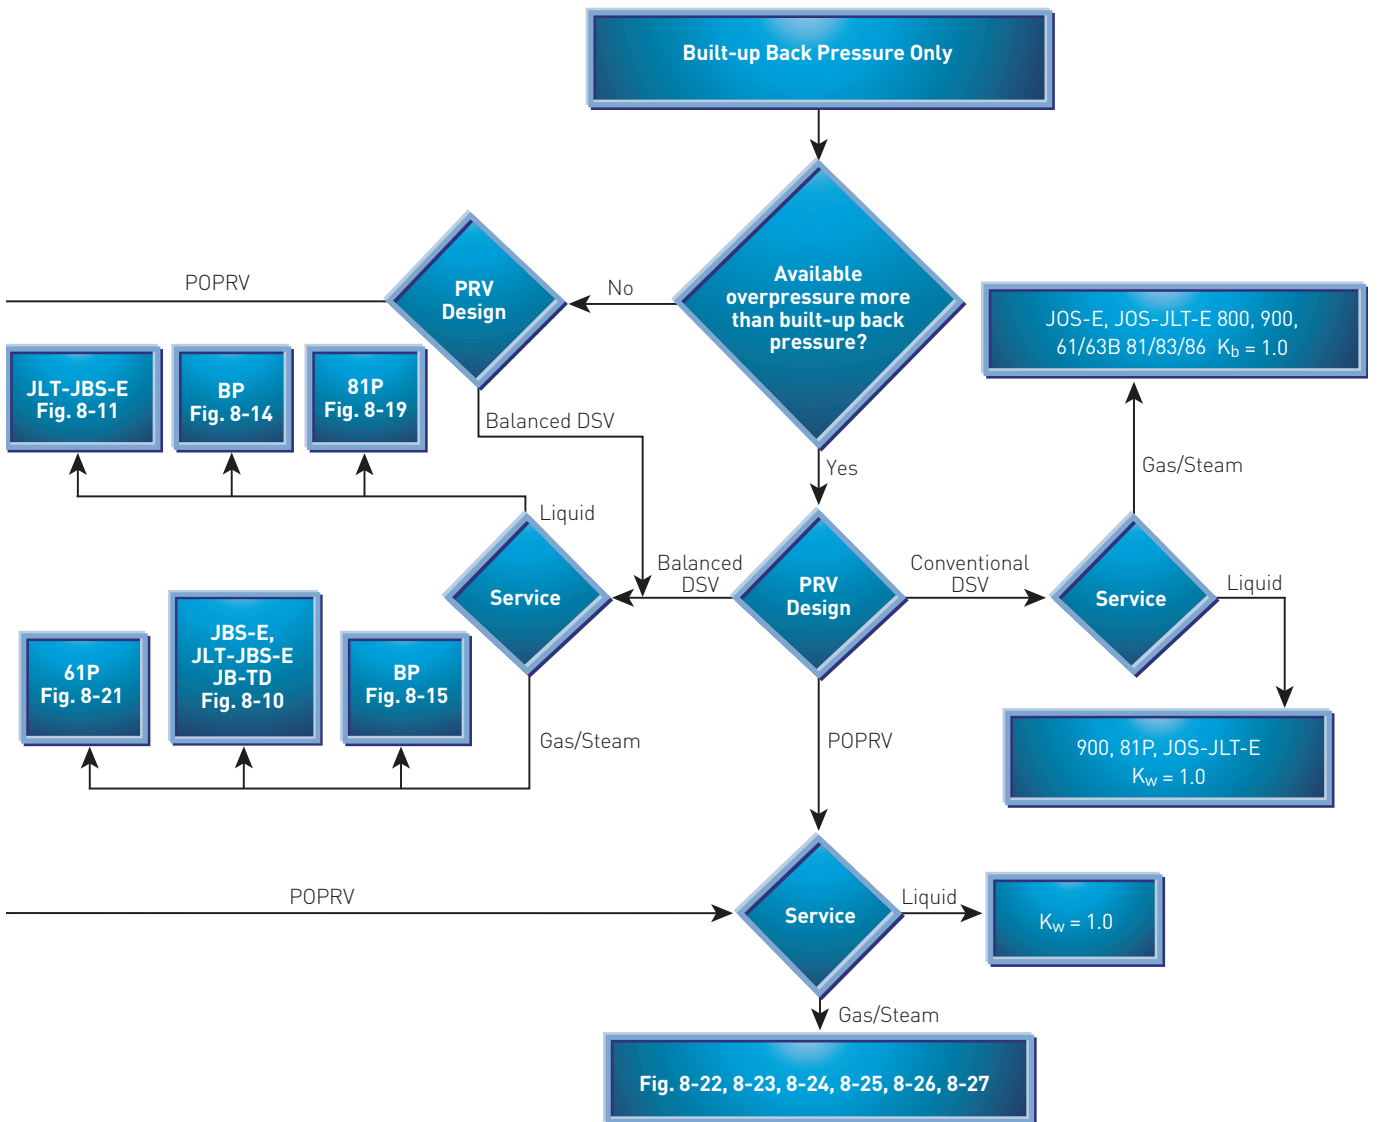 Built-up Back Pressure Only
Available
overpressure more
than built-up back
pressure?
No
PRV
Design
POPRV
JOS-E, JOS-JLT-E 800, 900,
61/63B 81/83/86 Kb = 1.0
JLT-JBS-E
Fig. 8-11
BP
Fig. 8-14
81P
Fig. 8-19
Balanced DSV
Yes
Gas/Steam
Liquid
Service
Balanced
DSV
PRV
Design
Conventional
DSV
Service
Liquid
61P
Fig. 8-21
JBS-E,
JLT-JBS-E
JB-TD
Fig. 8-10
BP
Fig. 8-15
Gas/Steam
POPRV
900, 81P, JOS-JLT-E
Kw = 1.0
POPRV
Service
Liquid
Kw = 1.0
Gas/Steam
Fig. 8-22, 8-23, 8-24, 8-25, 8-26, 8-27